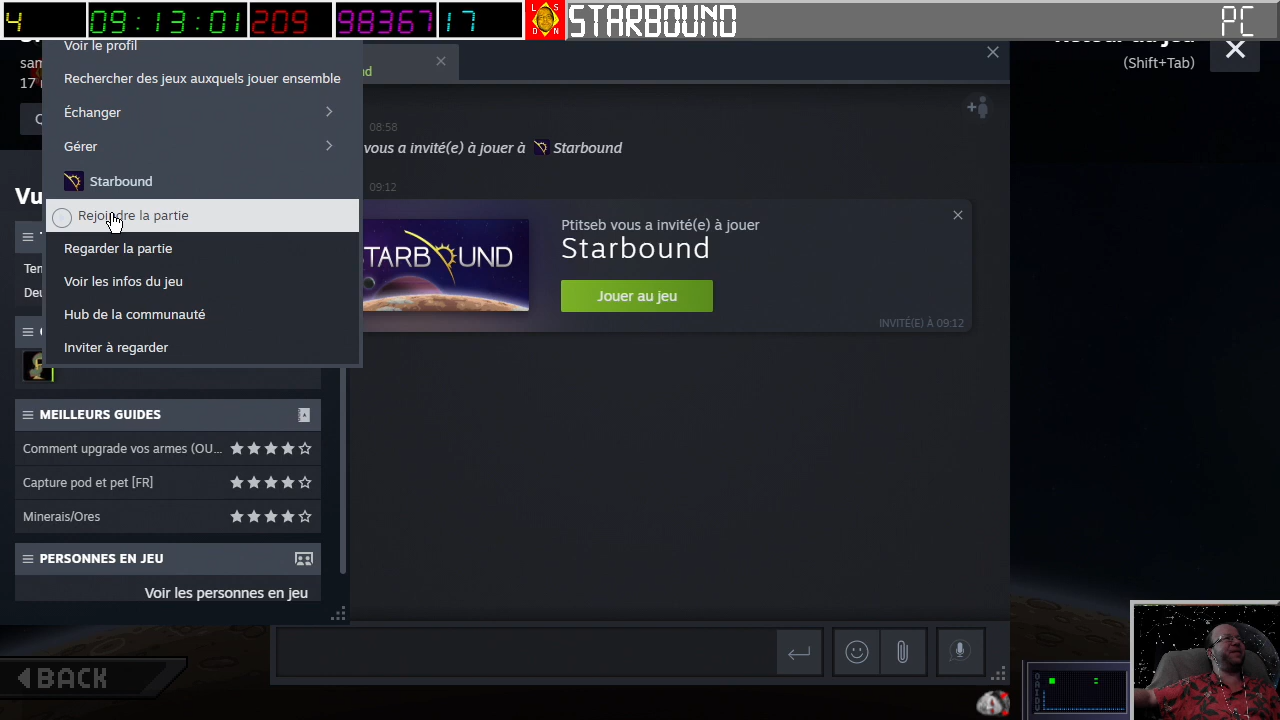 4 09:13:01 209 98367 17 LS ON STARBOUND PC
Voir le profil
(Shift+Tab)
Rechercher des jeux auxquels jouer ensemble
Échanger
Gérer
Starbound
Rejoindre la partie
Regarder la partie
Voir les infos du jeu
Hub de la communauté
Inviter à regarder
08:58
vous a invité(e) à jouer à Starbound
09:12
STARBOUND
Ptitseb vous a invité(e) à jouer
Starbound
Jouer au jeu
INVITÉ(E) À 09:12
MEILLEURS GUIDES
Comment upgrade vos armes (OU...
Capture pod et pet [FR]
Minerais/Ores
PERSONNES EN JEU
Voir les personnes en jeu
BACK